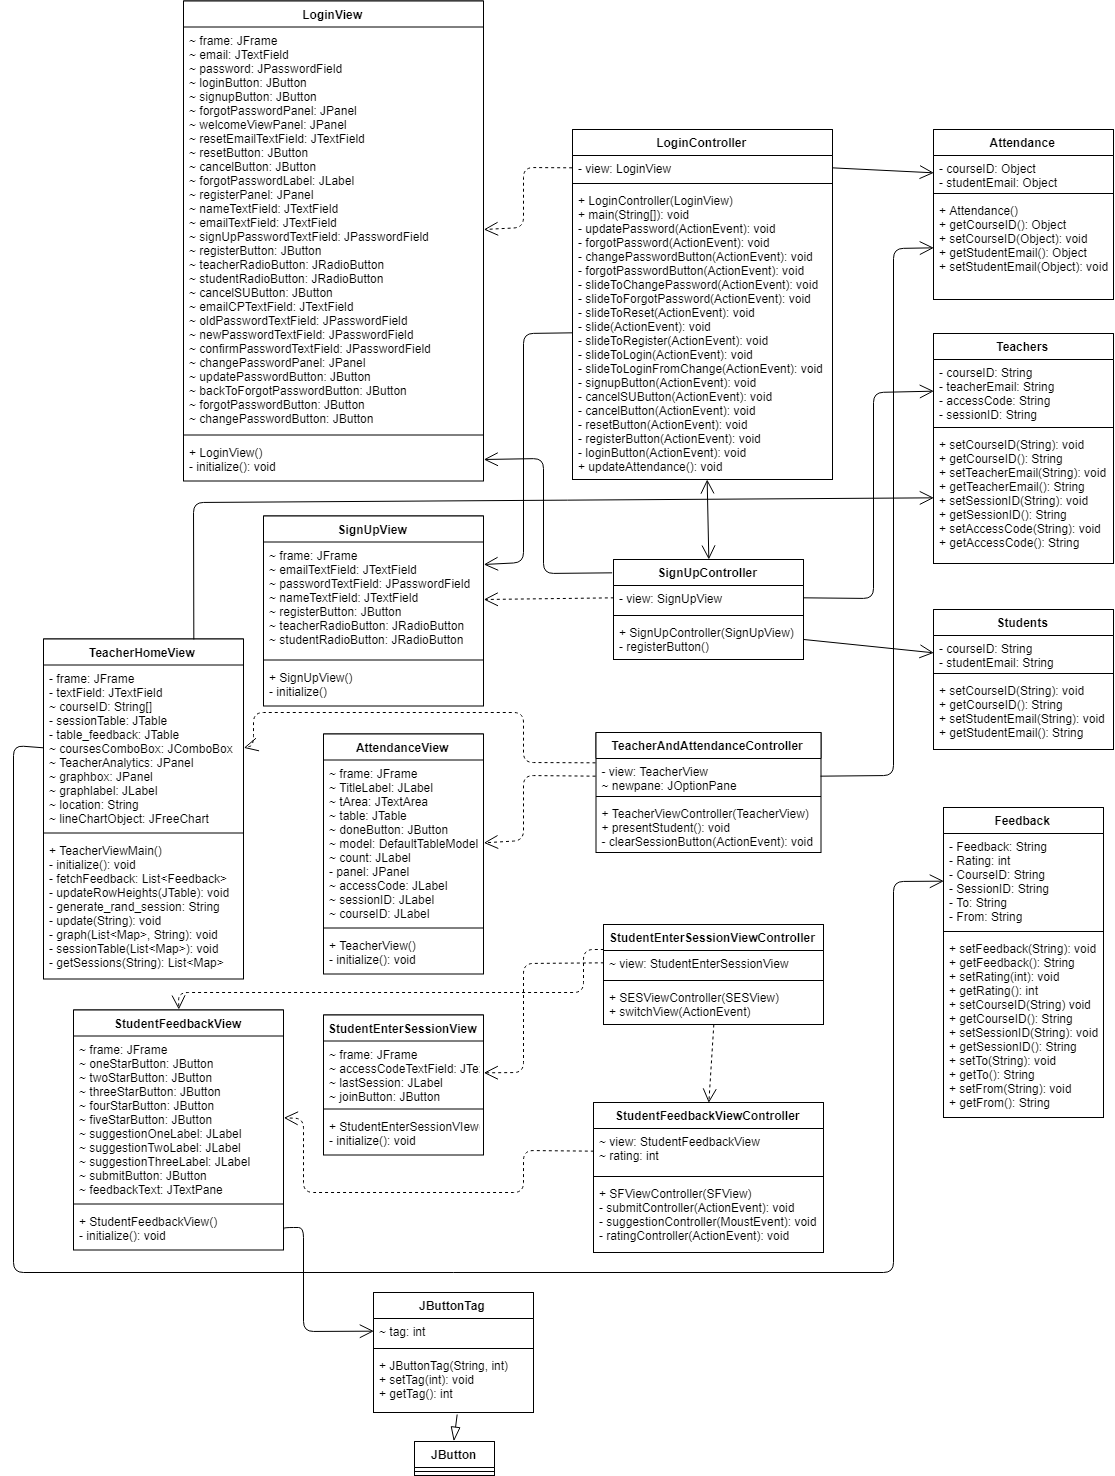 LoginView
~ frame: JFrame
~ email: JTextField
~ password: JPasswordField
~ loginButton: JButton
~ signupButton: JButton
~ forgotPasswordPanel: JPanel
~ welcomeViewPanel: JPanel
~ resetEmailTextField: JTextField
~ resetButton: JButton
~ cancelButton: JButton
~ forgotPasswordLabel: JLabel
~ registerPanel: JPanel
~ nameTextField: JTextField
~ emailTextField: JTextField
~ signUpPasswordTextField: JPasswordField
~ registerButton: JButton
~ teacherRadioButton: JRadioButton
~ studentRadioButton: JRadioButton
~ cancelSUButton: JButton
~ emailCPTextField: JTextField
~ oldPasswordTextField: JPasswordField
~ newPasswordTextField: JPasswordField
~ confirmPasswordTextField: JPasswordField
~ changePasswordPanel: JPanel
~ updatePasswordButton: JButton
~ backToForgotPasswordButton: JButton
~ forgotPasswordButton: JButton
~ changePasswordButton: JButton
+ LoginView()
- initialize(): void
LoginController
- view: LoginView
+ LoginController(LoginView)
+ main(String[]): void
- updatePassword(ActionEvent): void
- forgotPassword(ActionEvent): void
- changePasswordButton(ActionEvent): void
- forgotPasswordButton(ActionEvent): void
- slideToChangePassword(ActionEvent): void
- slideToForgotPassword(ActionEvent): void
- slideToReset(ActionEvent): void
- slide(ActionEvent): void
- slideToRegister(ActionEvent): void
- slideToLogin(ActionEvent): void
- slideToLoginFromChange(ActionEvent): void
- signupButton(ActionEvent): void
- cancelSUButton(ActionEvent): void
- cancelButton(ActionEvent): void
- resetButton(ActionEvent): void
- registerButton(ActionEvent): void
- loginButton(ActionEvent): void
+ updateAttendance(): void
Attendance
- courseID: Object
- studentEmail: Object
+ Attendance()
+ getCourseID(): Object
+ setCourseID(Object): void
+ getStudentEmail(): Object
+ setStudentEmail(Object): void
Teachers
- courseID: String
- teacherEmail: String
- accessCode: String
- sessionID: String
+ setCourseID(String): void
+ getCourseID(): String
+ setTeacherEmail(String): void
+ getTeacherEmail(): String
+ setSessionID(String): void
+ getSessionID(): String
+ setAccessCode(String): void
+ getAccessCode(): String
SignUpView
~ frame: JFrame
~ emailTextField: JTextField
~ passwordTextField: JPasswordField
~ nameTextField: JTextField
~ registerButton: JButton
~ teacherRadioButton: JRadioButton
~ studentRadioButton: JRadioButton
+ SignUpView()
- initialize()
SignUpController
- view: SignUpView
+ SignUpController(SignUpView)
- registerButton()
Students
- courseID: String
- studentEmail: String
+ setCourseID(String): void
+ getCourseID(): String
+ setStudentEmail(String): void
+ getStudentEmail(): String
TeacherHomeView
- frame: JFrame
- textField: JTextField
~ courseID: String[]
- sessionTable: JTable
- table_feedback: JTable
~ coursesComboBox: JComboBox
~ TeacherAnalytics: JPanel
~ graphbox: JPanel
~ graphlabel: JLabel
~ location: String
~ lineChartObject: JFreeChart
+ TeacherViewMain()
- initialize(): void
- fetchFeedback: List<Feedback>
- updateRowHeights(JTable): void
- generate_rand_session: String
- update(String): void
- graph(List<Map>, String): void
- sessionTable(List<Map>): void
- getSessions(String): List<Map>
AttendanceView
~ frame: JFrame
~ TitleLabel: JLabel
~ tArea: JTextArea
~ table: JTable
~ doneButton: JButton
~ model: DefaultTableModel
~ count: JLabel
- panel: JPanel
~ accessCode: JLabel
~ sessionID: JLabel
~ courseID: JLabel
+ TeacherView()
- initialize(): void
TeacherAndAttendanceController
- view: TeacherView
~ newpane: JOptionPane
+ TeacherViewController(TeacherView)
+ presentStudent(): void
- clearSessionButton(ActionEvent): void
Feedback
- Feedback: String
- Rating: int
- CourseID: String
- SessionID: String
- To: String
- From: String
+ setFeedback(String): void
+ getFeedback(): String
+ setRating(int): void
+ getRating(): int
+ setCourseID(String) void
+ getCourseID(): String
+ setSessionID(String): void
+ getSessionID(): String
+ setTo(String): void
+ getTo(): String
+ setFrom(String): void
+ getFrom(): String
StudentEnterSessionViewController
~ view: StudentEnterSessionView
+ SESViewController(SESView)
+ switchView(ActionEvent)
StudentFeedbackView
~ frame: JFrame
~ oneStarButton: JButton
~ twoStarButton: JButton
~ threeStarButton: JButton
~ fourStarButton: JButton
~ fiveStarButton: JButton
~ suggestionOneLabel: JLabel
~ suggestionTwoLabel: JLabel
~ suggestionThreeLabel: JLabel
~ submitButton: JButton
~ feedbackText: JTextPane
+ StudentFeedbackView()
- initialize(): void
StudentEnterSessionView
~ frame: JFrame
~ accessCodeTextField: JTe
~ lastSession: JLabel
~ joinButton: JButton
+ StudentEnterSessionView
- initialize(): void
StudentFeedbackViewController
~ view: StudentFeedbackView
~ rating: int
+ SFViewController(SFView)
- submitController(ActionEvent): void
- suggestionController(MoustEvent): void
- ratingController(ActionEvent): void
JButtonTag
~ tag: int
+ JButtonTag(String, int)
+ setTag(int): void
+ getTag(): int
JButton